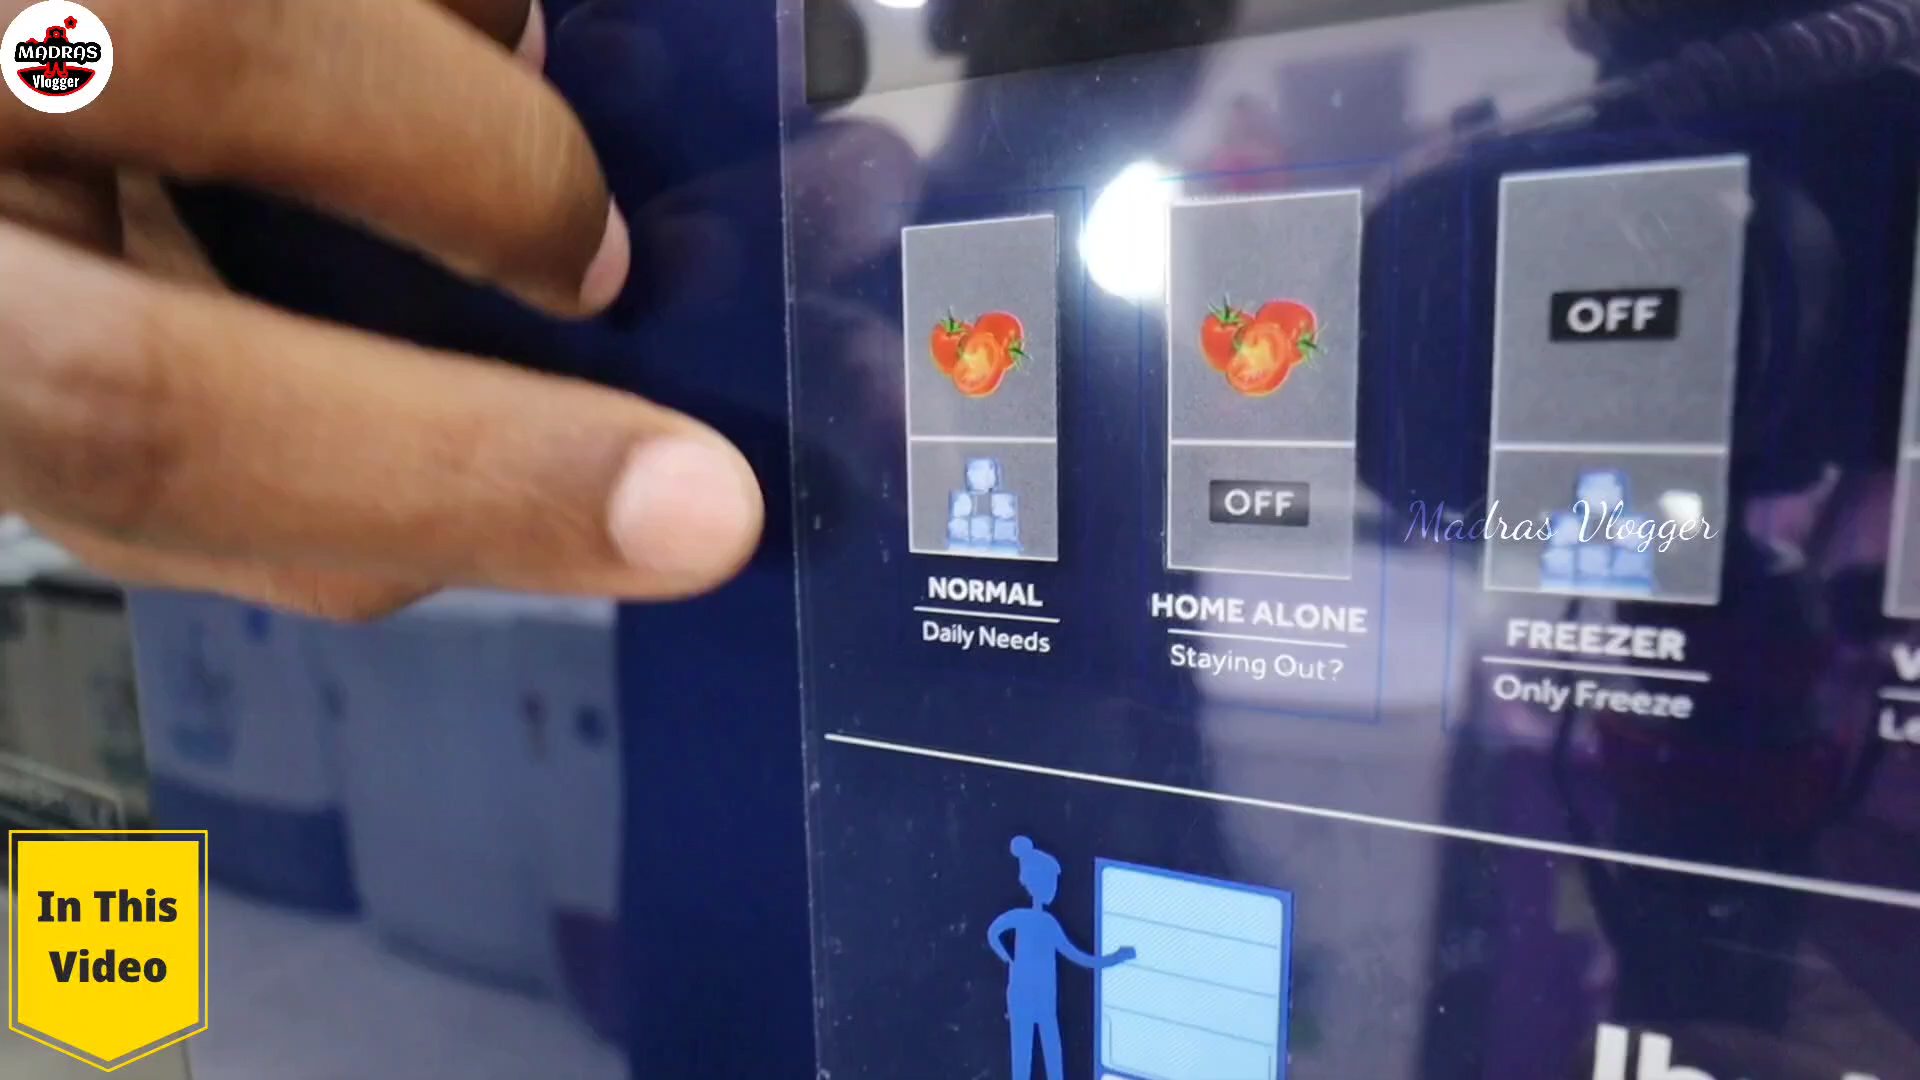 MADRAS
Vlogger
OFF
OFF
Madras Vlogger
NORMAL
Daily Needs
HOME ALONE
Staying Out?
FREEZER
Only Freeze
In This
Video